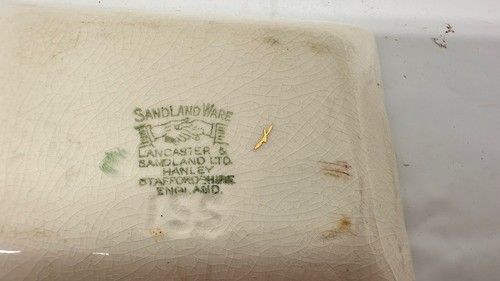 SANDLAND WARE
LANCASTER &
SANDLAND LTD.
HANLEY
STAFFORDSHIRE
ENGLAND.